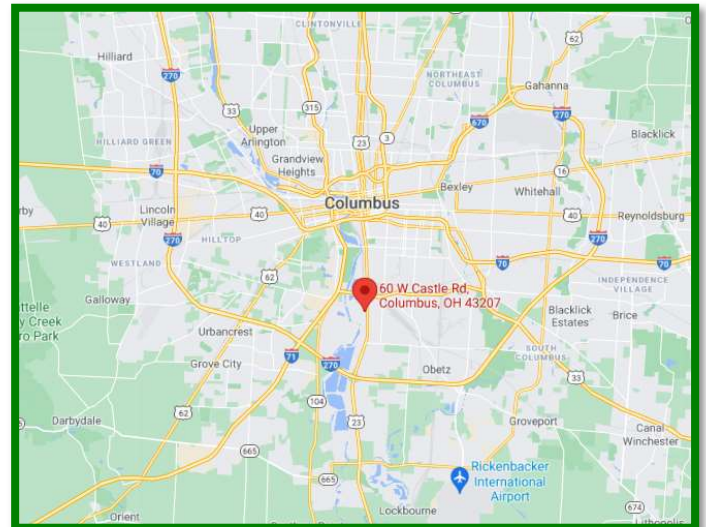 CLINTONVILLE
62
Hilliard
270
NORTHEAST
COLUMBUS
Gahanna
33
315
670
270
Upper
Arlington
23
3
HILLIARD GREEN
Blacklick
Grandview
Heights
70
16
Bexley
Whitehall
Columbus
40
Lincoln
Village
40
40
Reynoldsburg
270
HILLTOP
270
WESTLAND
70
70
62
INDEPENDENCE
VILLAGE
60 W Castle Rd,
Columbus, OH 43207
Galloway
Blacklick
Estates
Brice
Urbancrest
71
270
SOUTH
COLUMBUS
33
Grove City
Obetz
104
62
23
Darbydale
Groveport
Canal
Winchester
665
665
Rickenbacker
International
Airport
674
Lockbourne
Orient